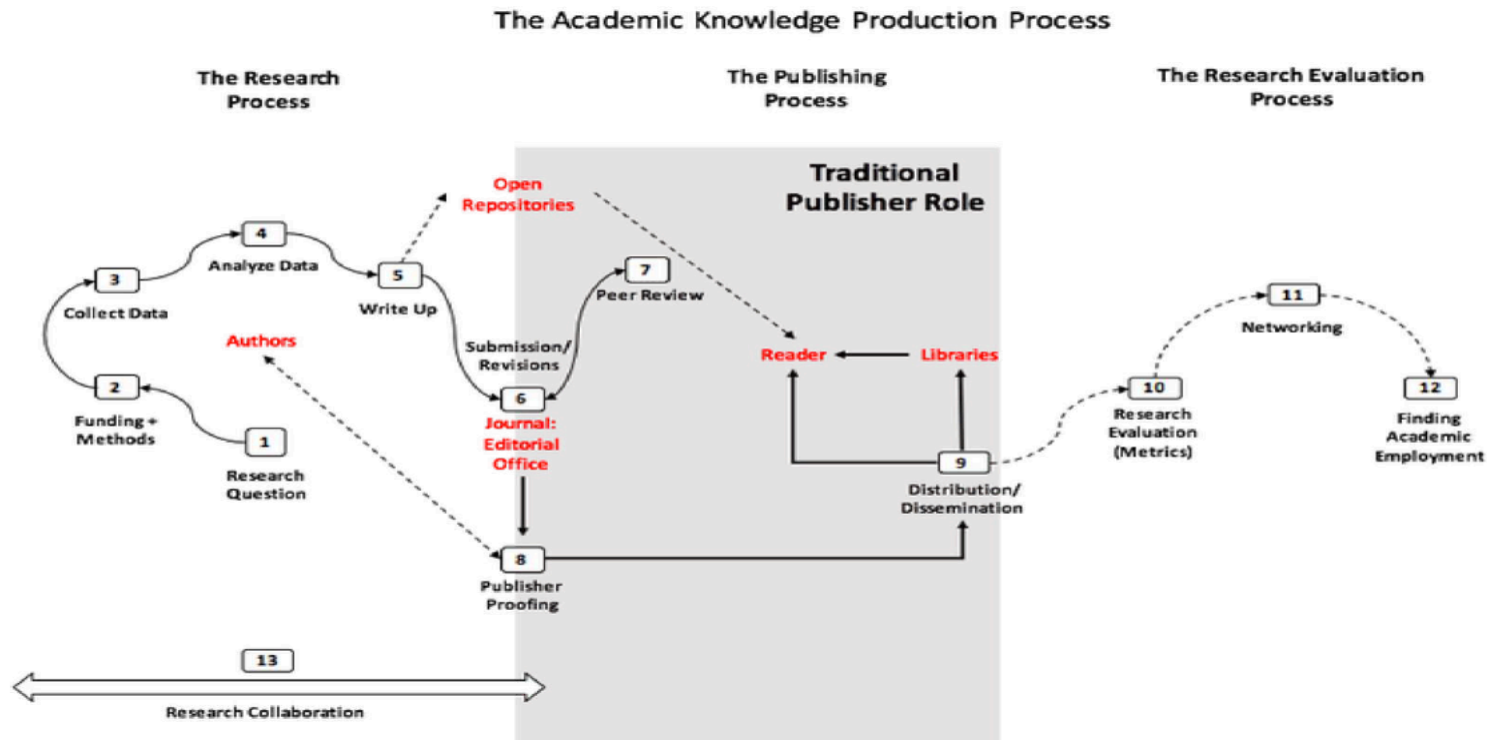 The Academic Knowledge Production Process
The Research
Process
The Publishing
Process
The Research Evaluation
Process
Traditional
Publisher Role
Open
Repositories
4
Analyze Data
3
Collect Data
5
Write Up
7
Peer Review
11
Networking
Authors
Submission/
Revisions
Reader
Libraries
2
Funding +
Methods
1
Research
Question
6
Journal:
Editorial
Office
10
Research
Evaluation
(Metrics)
12
Finding
Academic
Employment
9
Distribution/
Dissemination
8
Publisher
Proofing
13
Research Collaboration